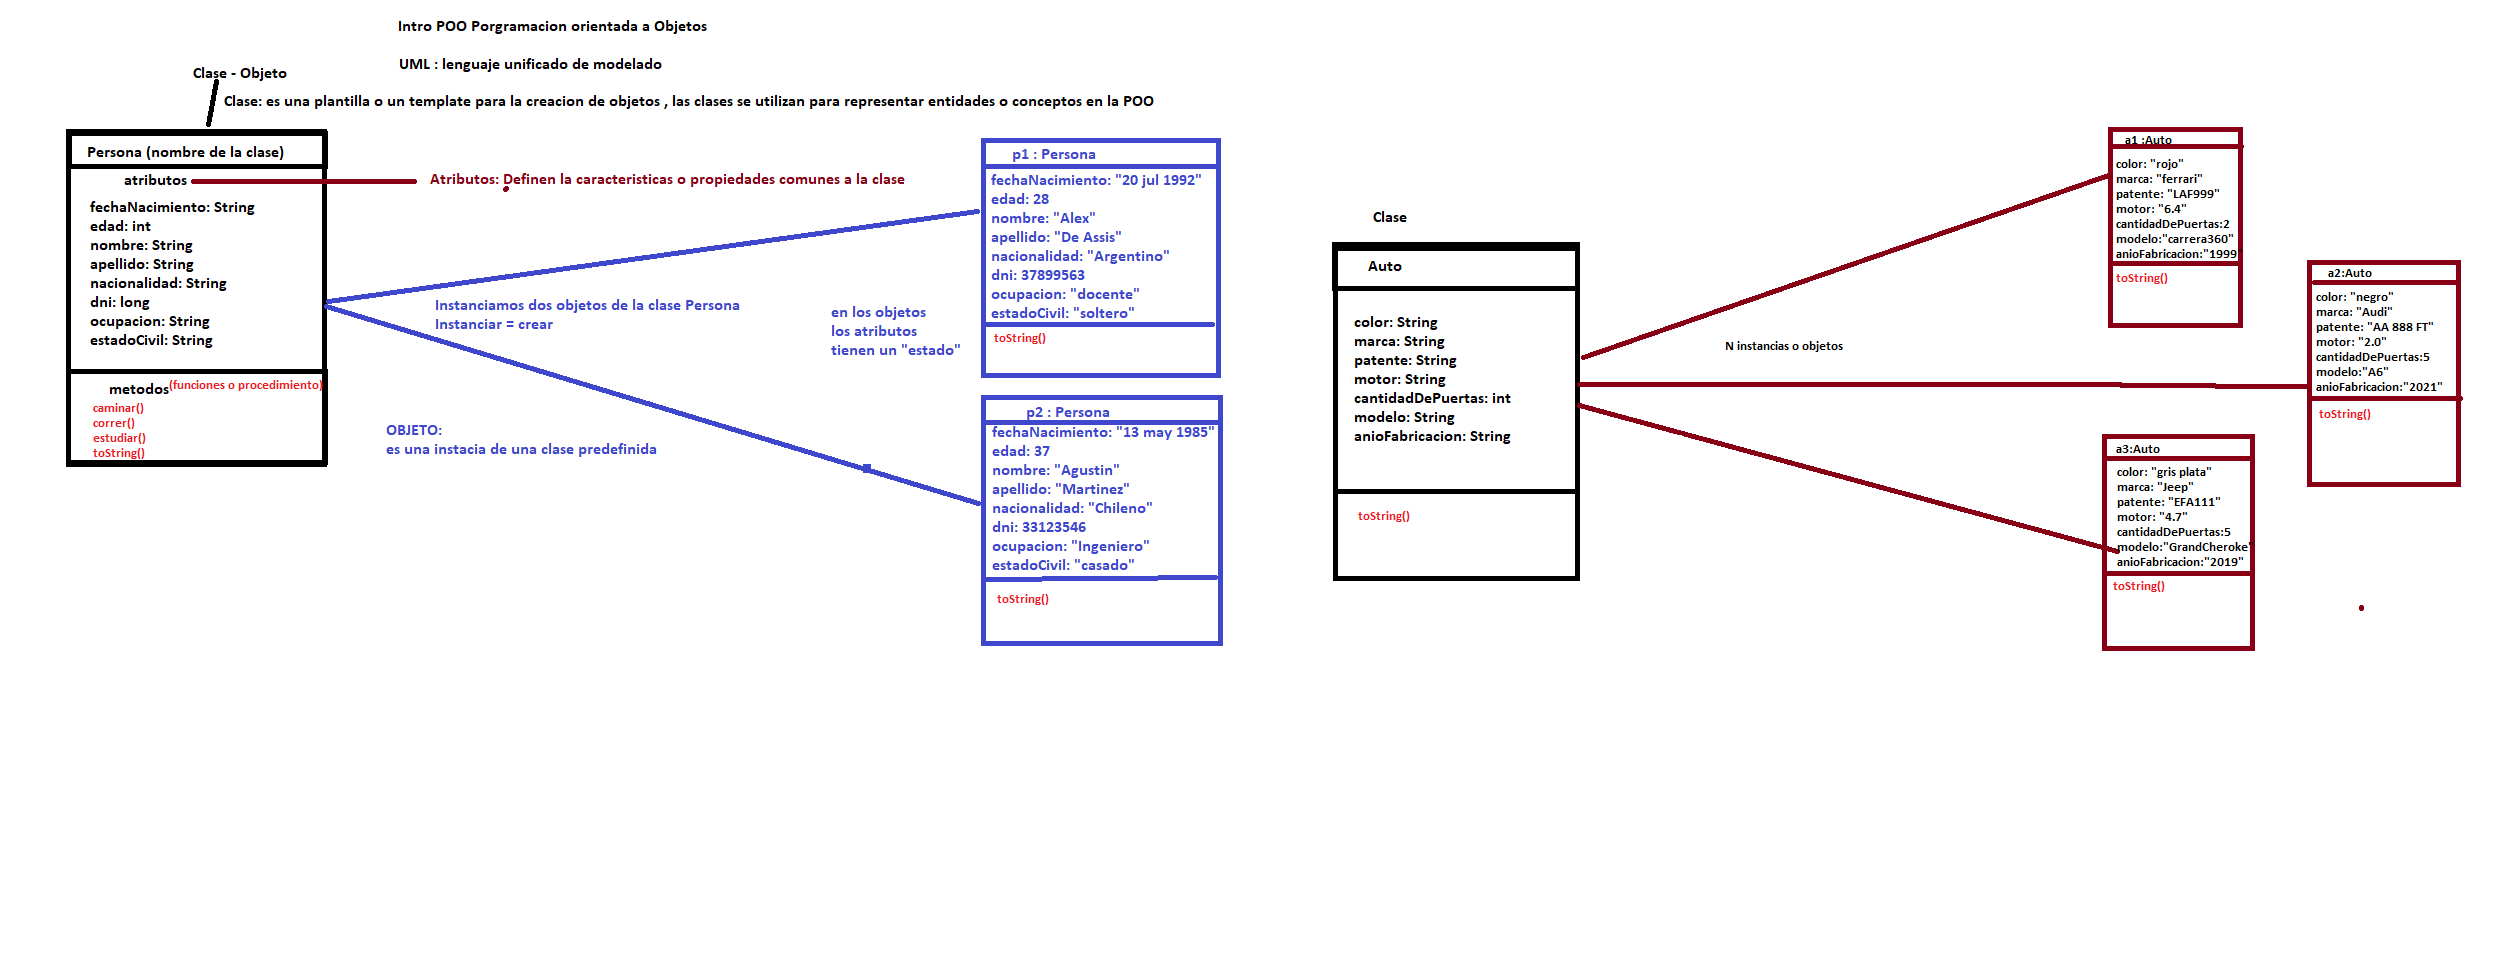 Intro POO Porgramacion orientada a Objetos
UML : lenguaje unificado de modelado
Clase - Objeto
Clase: es una plantilla o un template para la creacion de objetos , las clases se utilizan para representar entidades o conceptos en la POO
Persona (nombre de la clase)
atributos
fechaNacimiento: String
edad: int
nombre: String
apellido: String
nacionalidad: String
dni: long
ocupacion: String
estadoCivil: String
metodos(funciones o procedimiento)
caminar()
correr()
estudiar()
toString()
Atributos: Definen la caracteristicas o propiedades comunes a la clase
Instanciamos dos objetos de la clase Persona
Instanciar = crear
en los objetos
los atributos
tienen un "estado"
OBJETO:
es una instacia de una clase predefinida
p1 : Persona
fechaNacimiento: "20 jul 1992"
edad: 28
nombre: "Alex"
apellido: "De Assis"
nacionalidad: "Argentino"
dni: 37899563
ocupacion: "docente"
estadoCivil: "soltero"
toString()
p2 : Persona
fechaNacimiento: "13 may 1985"
edad: 37
nombre: "Agustin"
apellido: "Martinez"
nacionalidad: "Chileno"
dni: 33123546
ocupacion: "Ingeniero"
estadoCivil: "casado"
toString()
Clase
Auto
color: String
marca: String
patente: String
motor: String
cantidadDePuertas: int
modelo: String
anioFabricacion: String
toString()
N instancias o objetos
a1 :Auto
color: "rojo"
marca: "ferrari"
patente: "LAF999"
motor: "6.4"
cantidadDePuertas:2
modelo:"carrera360"
anioFabricacion:"1999
toString()
a2:Auto
color: "negro"
marca: "Audi"
patente: "AA 888 FT"
motor: "2.0"
cantidadDePuertas:5
modelo:"A6"
anioFabricacion:"2021"
toString()
a3:Auto
color: "gris plata"
marca: "Jeep"
patente: "EFA111"
motor: "4.7"
cantidadDePuertas:5
modelo:"GrandCheroke"
anioFabricacion:"2019"
toString()